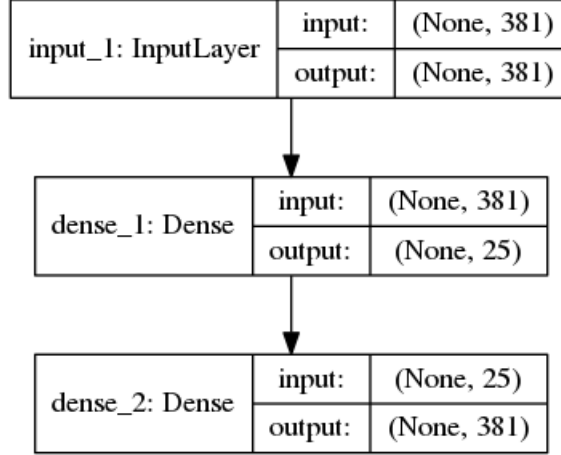 input_1: InputLayer
input: (None, 381)
output: (None, 381)
dense_1: Dense
input: (None, 381)
output: (None, 25)
dense_2: Dense
input: (None, 25)
output: (None, 381)